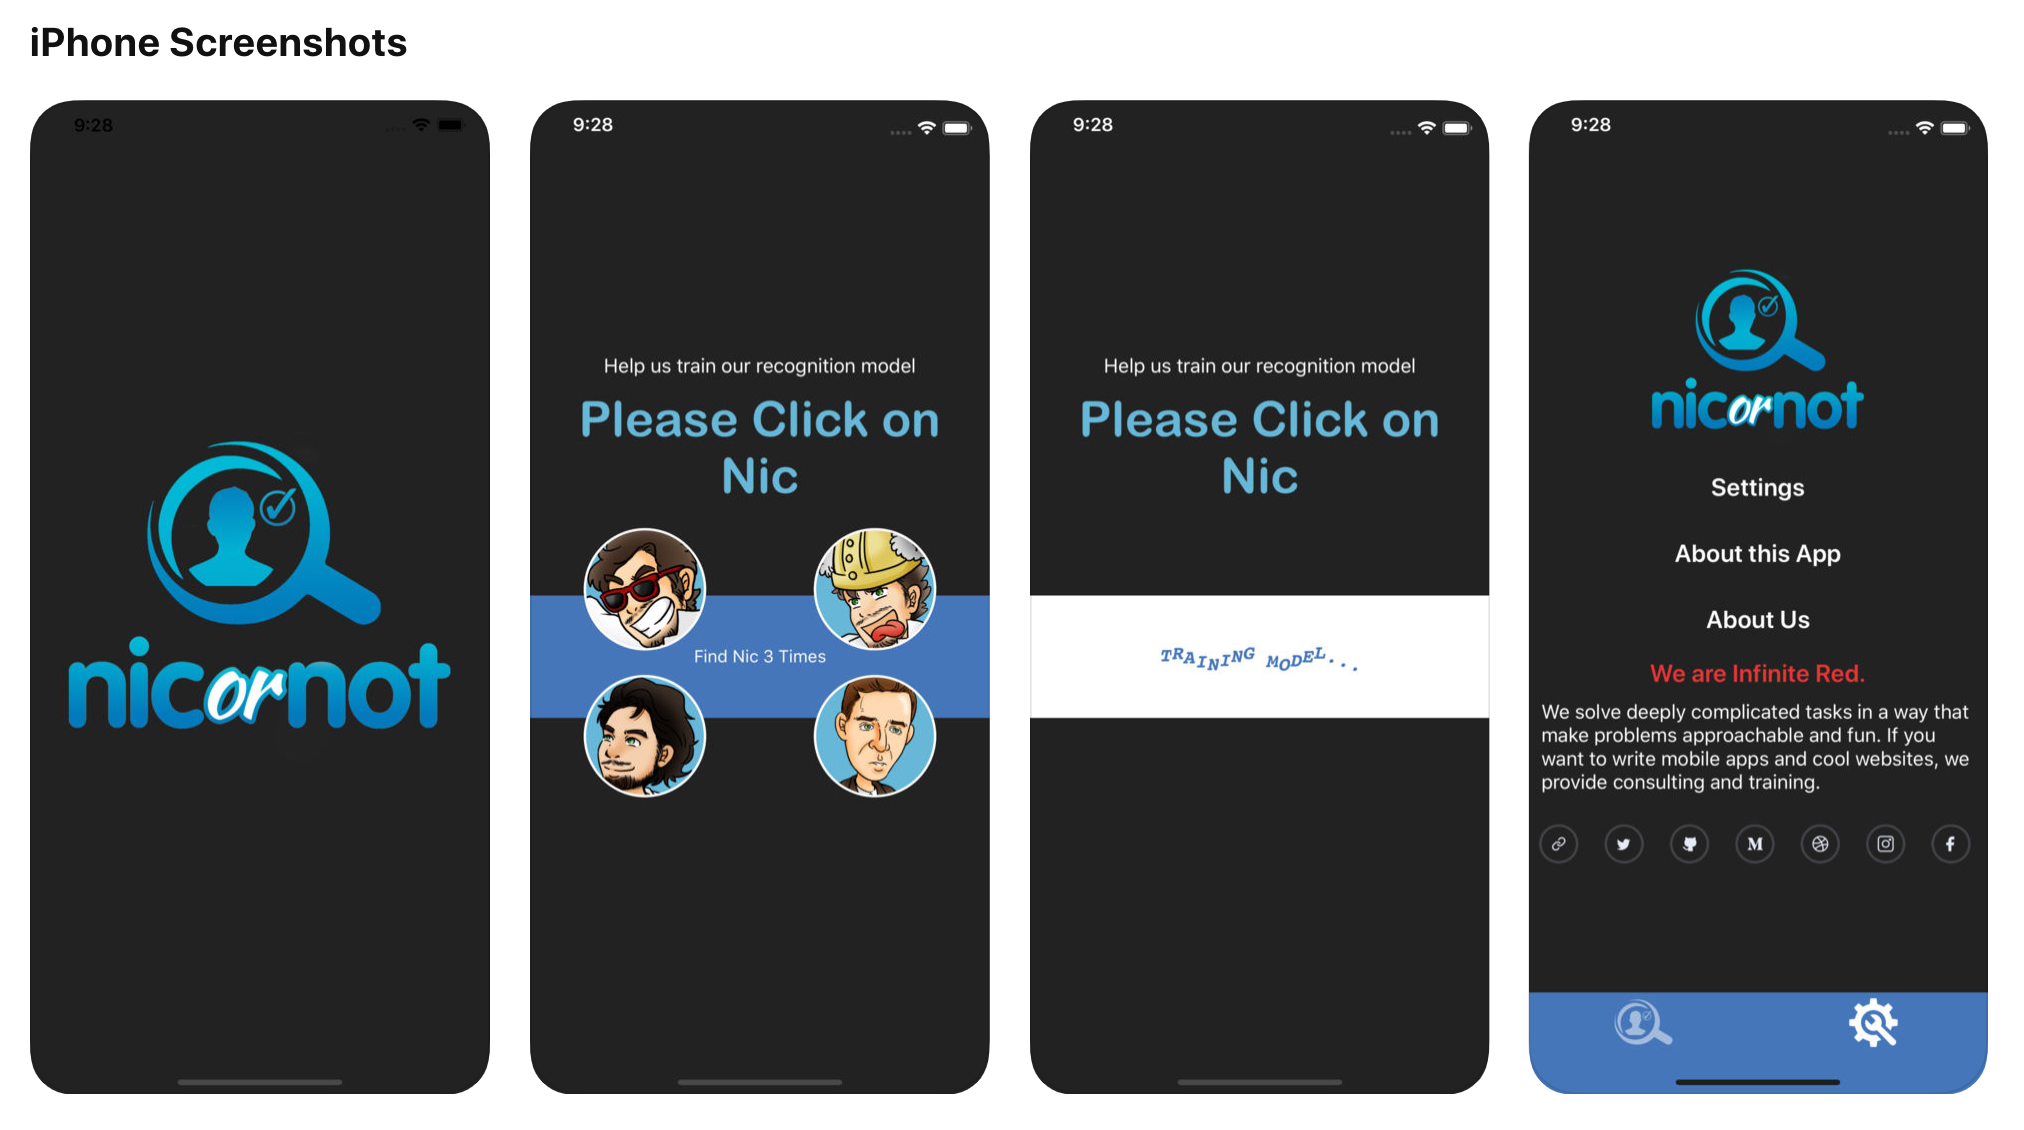 iPhone Screenshots
9:28
nicornot
9:28
Help us train our recognition model
Please Click on
Nic
Find Nic 3 Times
9:28
Help us train our recognition model
Please Click on
Nic
TRAINING MODEL...
9:28
nicornot
Settings
About this App
About Us
We are Infinite Red.
We solve deeply complicated tasks in a way that
make problems approachable and fun. If you
want to write mobile apps and cool websites, we
provide consulting and training.